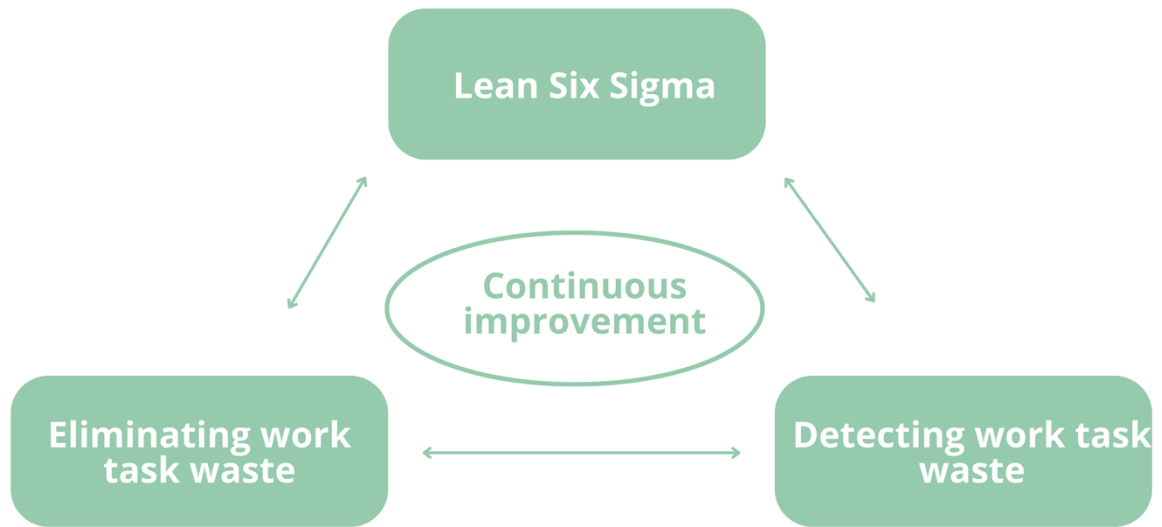 Lean Six Sigma
Continuous
improvement
Eliminating work
task waste
Detecting work task
waste